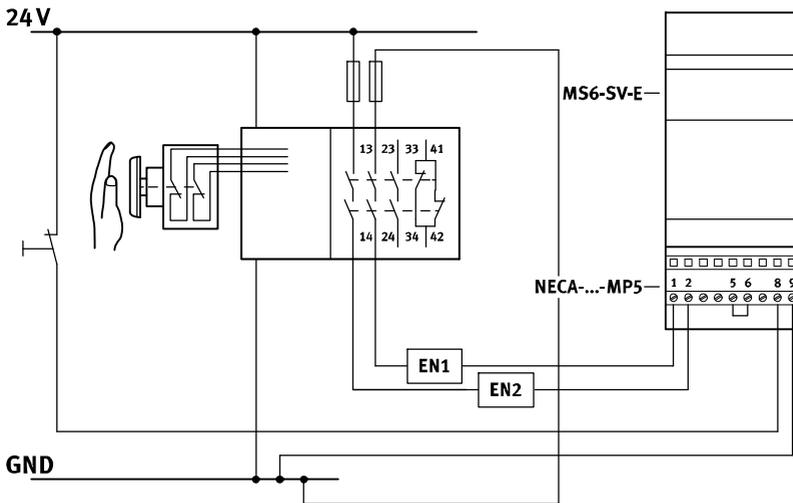 24V
MS6-SV-E
13 23 33 41
14 24 34 42
NECA-...-MP5
1 2 5 6 8 9
EN1
EN2
GND